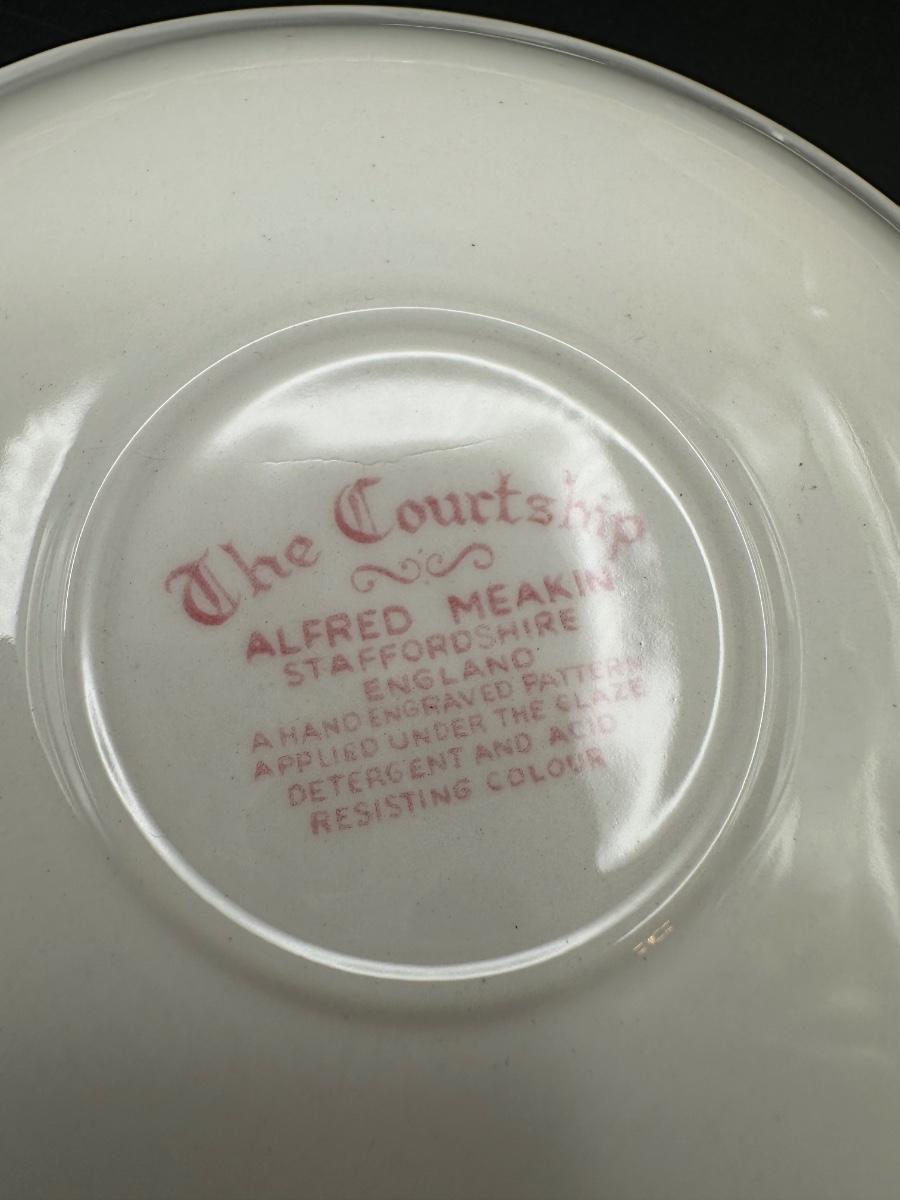 The Courtship
ALFRED MEAKIN
STAFFORDSHIRE
ENGLAND
A HAND ENGRAVED PATTERN
APPLIED UNDER THE GLAZE
DETERGENT AND ACID
RESISTING COLOUR